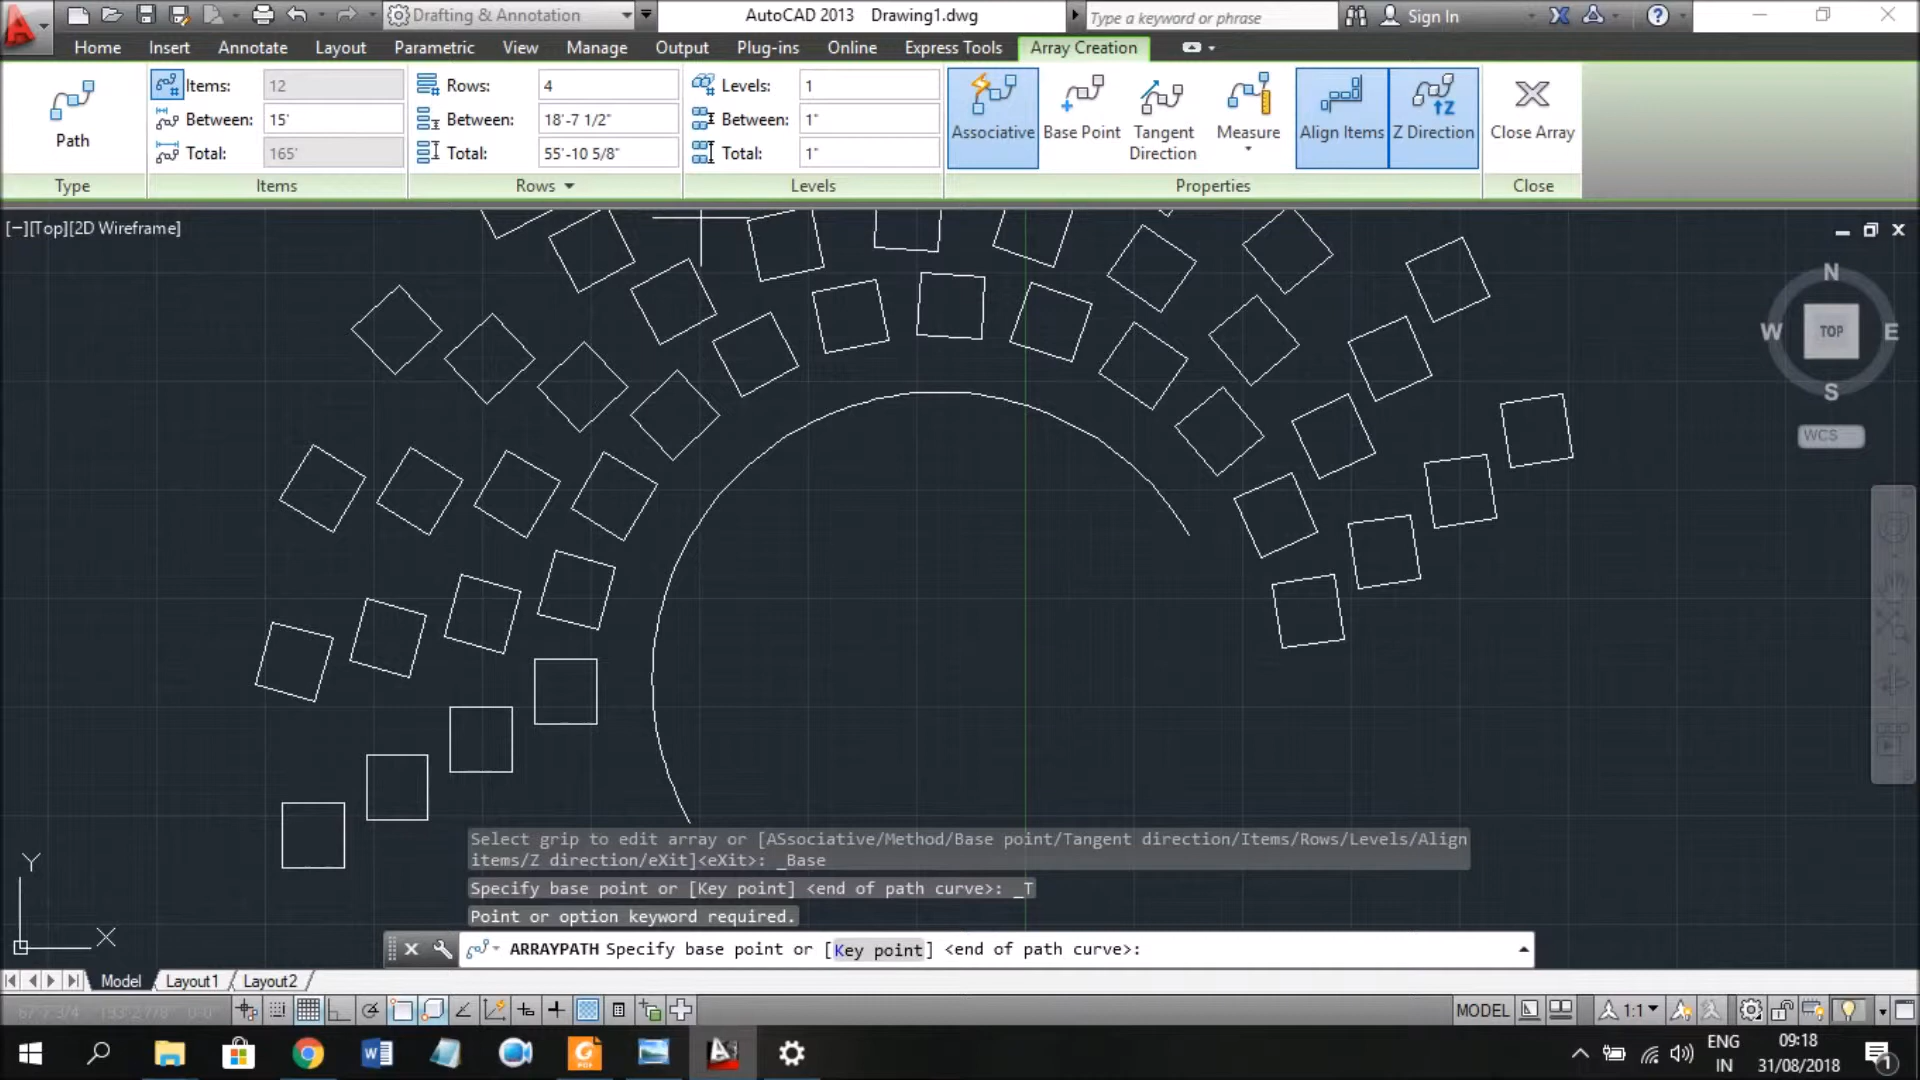 Drafting & Annotation
AutoCAD 2013 Drawing1.dwg
Type a keyword or phrase
Sign In
Home Insert Annotate Layout Parametric View Manage Output Plug-ins Online Express Tools Array Creation
Items: 12
Between: 15'
Total: 165'
Rows: 4
Between: 18'-7 1/2"
Total: 55'-10 5/8"
Levels: 1
Between: 1"
Total: 1"
Path
Associative
Base Point
Tangent
Direction
Measure
Align Items
Z Direction
Close Array
Type Items Rows Levels Properties Close
[−][Top][2D Wireframe]
N
W TOP E
S
WCS
Y
X
Select grip to edit array or [ASsociative/Method/Base point/Tangent direction/Items/Rows/Levels/Align
items/Z direction/eXit]<eXit>: _Base
Specify base point or [Key point] <end of path curve>: _T
Point or option keyword required.
ARRAYPATH Specify base point or [Key point] <end of path curve>:
Model Layout1 Layout2
MODEL
1:1
ENG
IN
09:18
31/08/2018
1